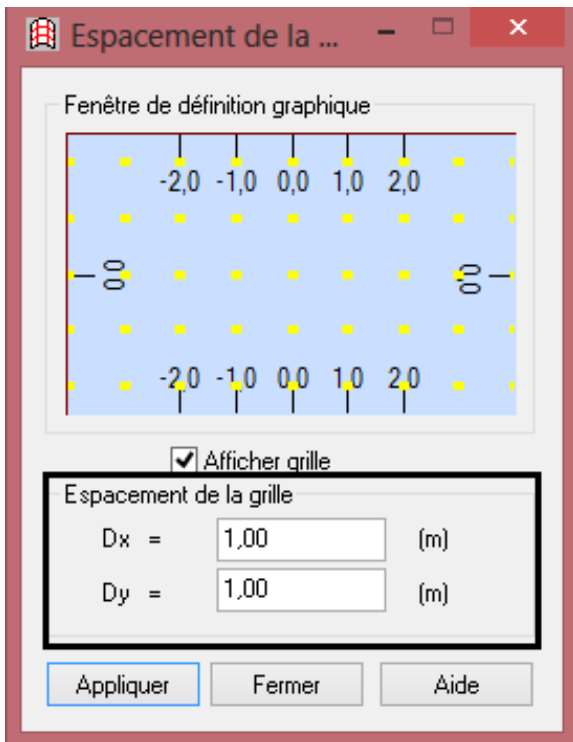 Espacement de la ...
Fenêtre de définition graphique
-2,0 -1,0 0,0 1,0 2,0
0,0 0,0
-2,0 -1,0 0,0 1,0 2,0
Afficher grille
Espacement de la grille
Dx = 1,00 (m)
Dy = 1,00 (m)
Appliquer Fermer Aide